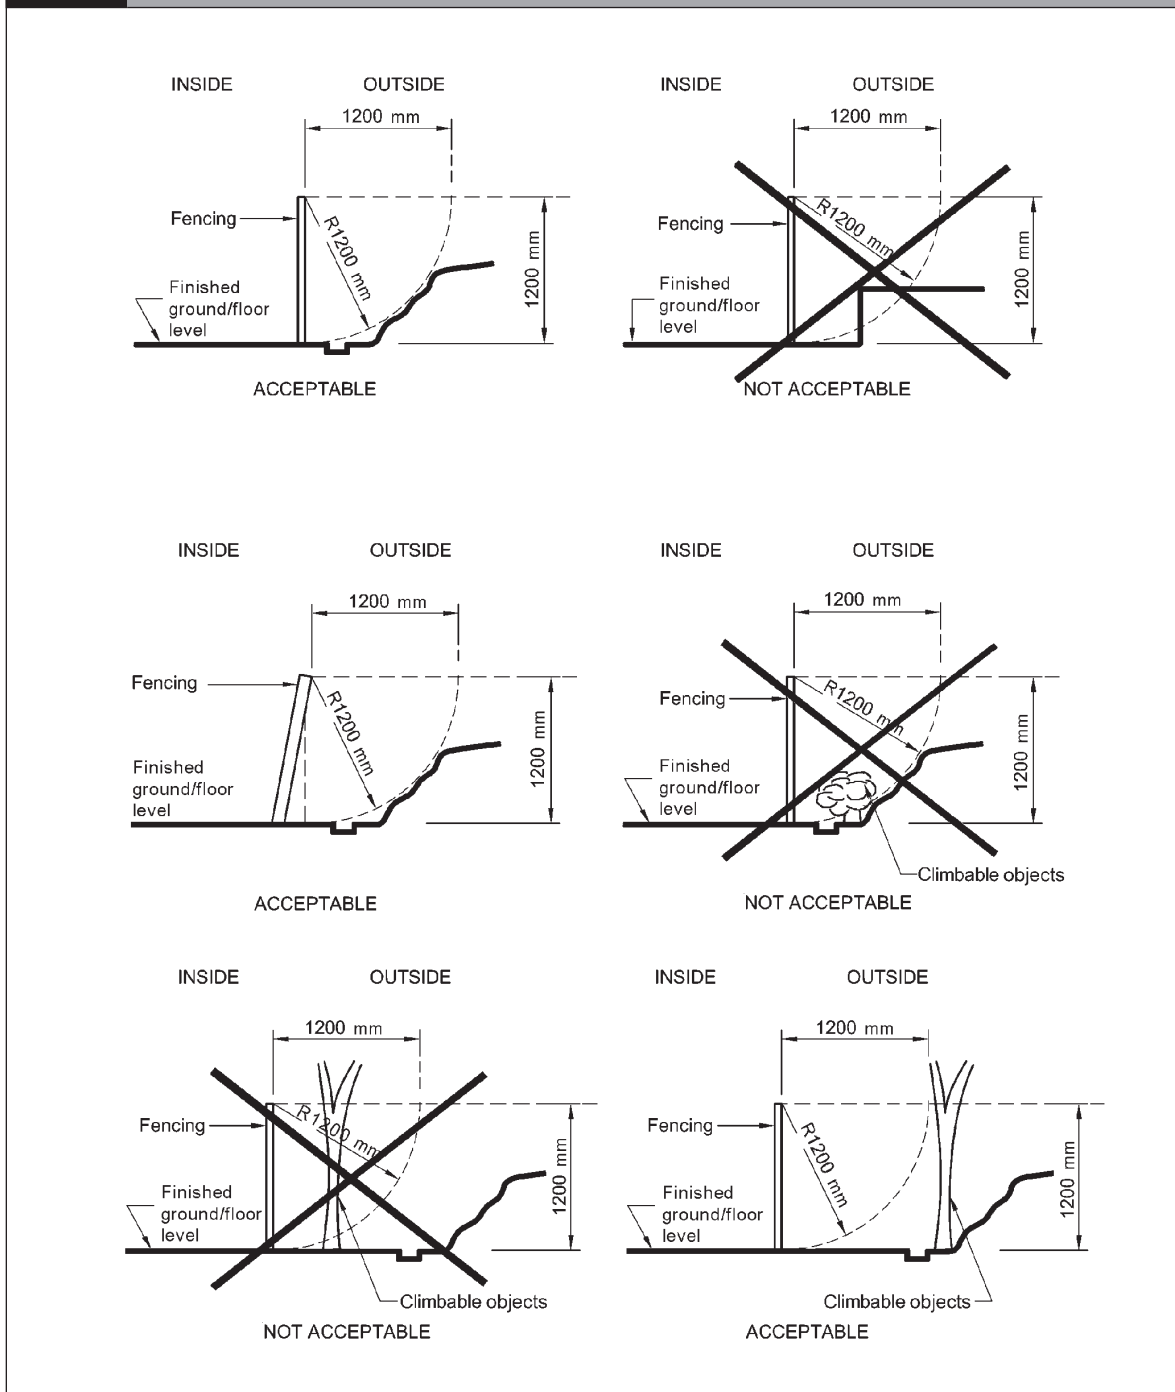 INSIDE OUTSIDE
1200 mm
Fencing
R1200 mm
1200 mm
Finished
ground/floor
level
ACCEPTABLE
INSIDE OUTSIDE
1200 mm
Fencing
R1200 mm
1200 mm
Finished
ground/floor
level
NOT ACCEPTABLE
INSIDE OUTSIDE
1200 mm
Fencing
R1200 mm
1200 mm
Finished
ground/floor
level
ACCEPTABLE
INSIDE OUTSIDE
1200 mm
Fencing
R1200 mm
1200 mm
Finished
ground/floor
level
Climbable objects
NOT ACCEPTABLE
INSIDE OUTSIDE
1200 mm
Fencing
R1200 mm
1200 mm
Finished
ground/floor
level
Climbable objects
NOT ACCEPTABLE
INSIDE OUTSIDE
1200 mm
Fencing
R1200 mm
1200 mm
Finished
ground/floor
level
Climbable objects
ACCEPTABLE